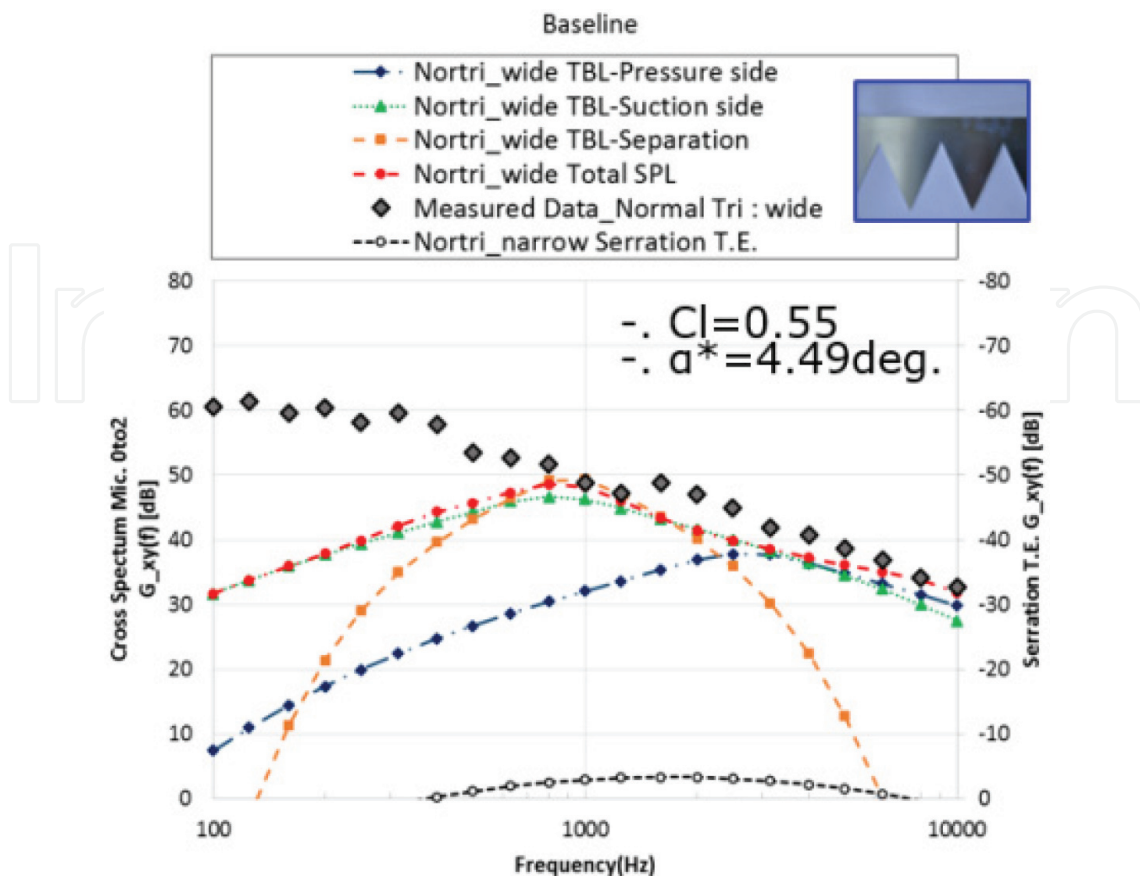 Baseline
Nortri_wide TBL-Pressure side
Nortri_wide TBL-Suction side
Nortri_wide TBL-Separation
Nortri_wide Total SPL
Measured Data_Normal Tri : wide
Nortri_narrow Serration T.E.
-. Cl=0.55
-. α*=4.49deg.
Cross Spectum Mic. 0to2
G_xy(f) [dB]
80
70
60
50
40
30
20
10
0
-80
-70
-60
-50
-40
-30
-20
-10
0
Serration T.E. G_xy(f) [dB]
100
1000
10000
Frequency(Hz)